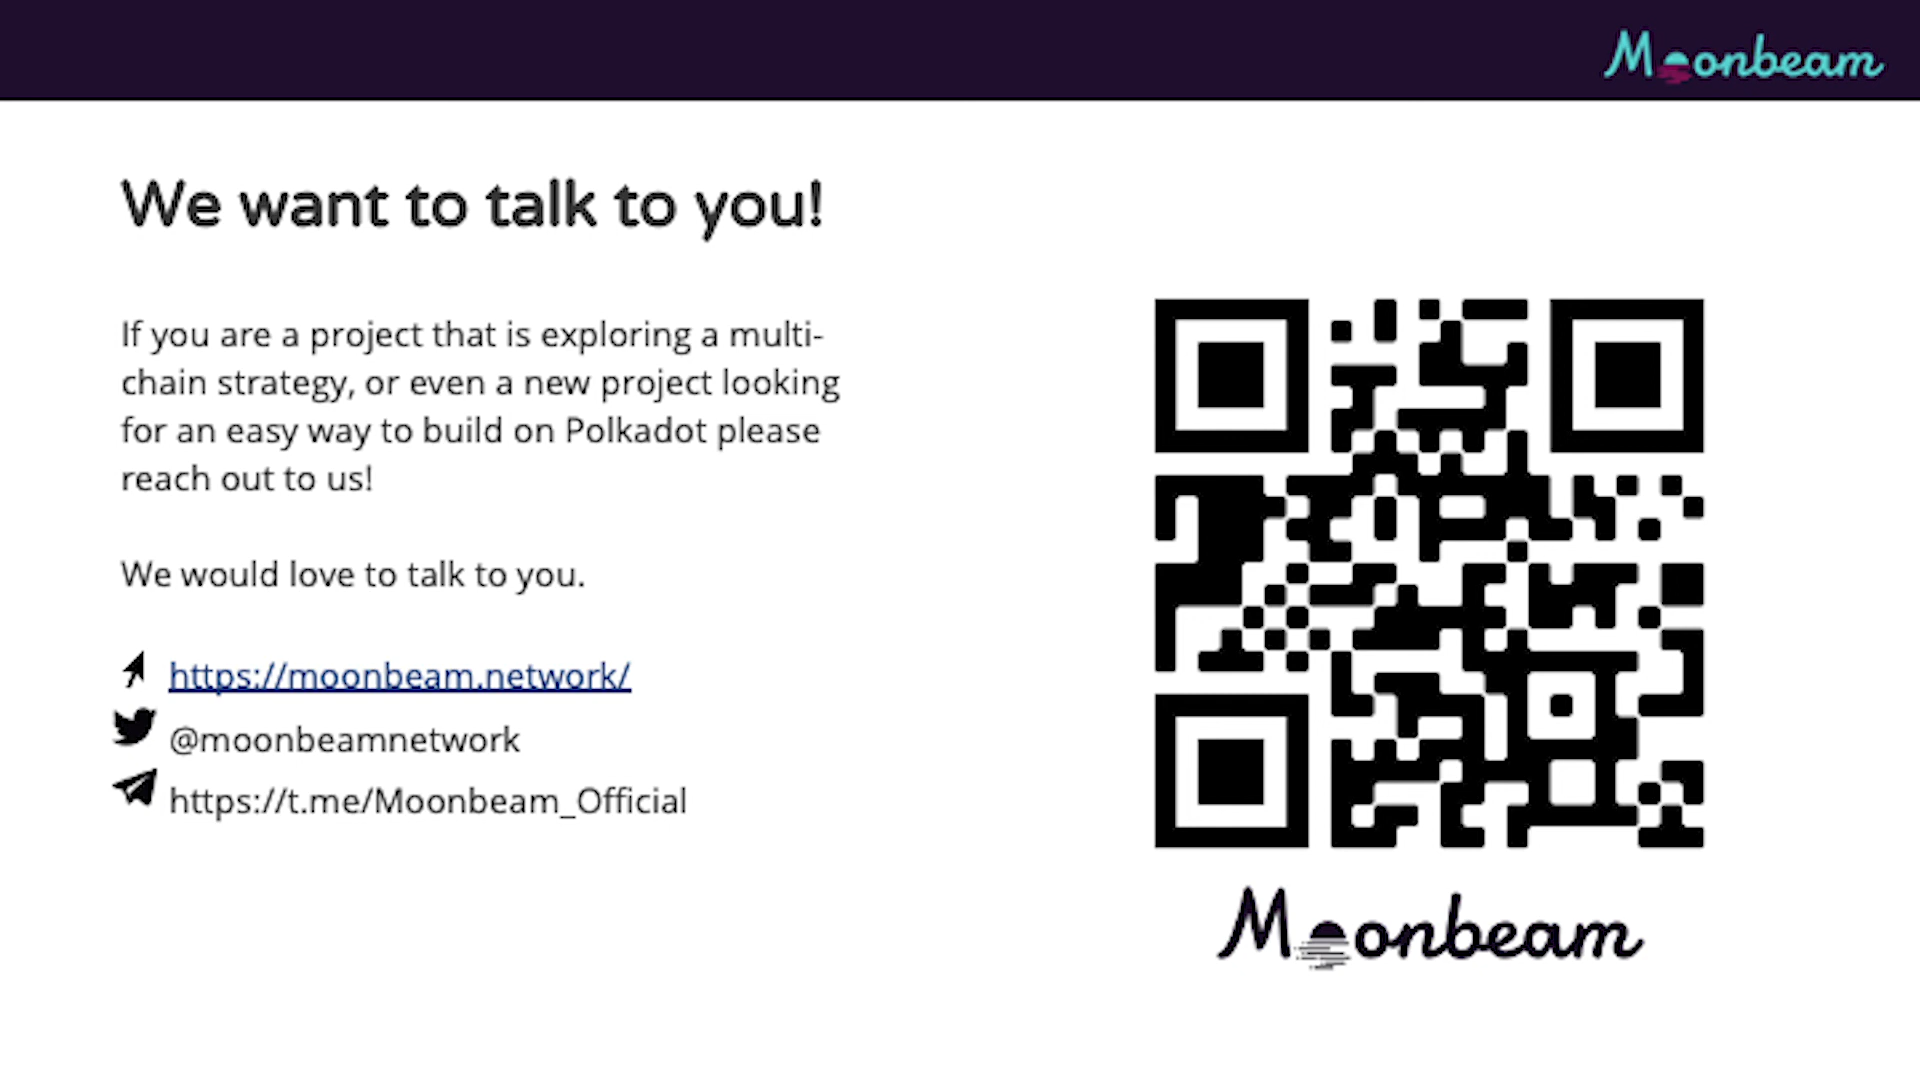 Moonbeam
We want to talk to you!
If you are a project that is exploring a multi-
chain strategy, or even a new project looking
for an easy way to build on Polkadot please
reach out to us!
We would love to talk to you.
https://moonbeam.network/
@moonbeamnetwork
https://t.me/Moonbeam_Official
Moonbeam